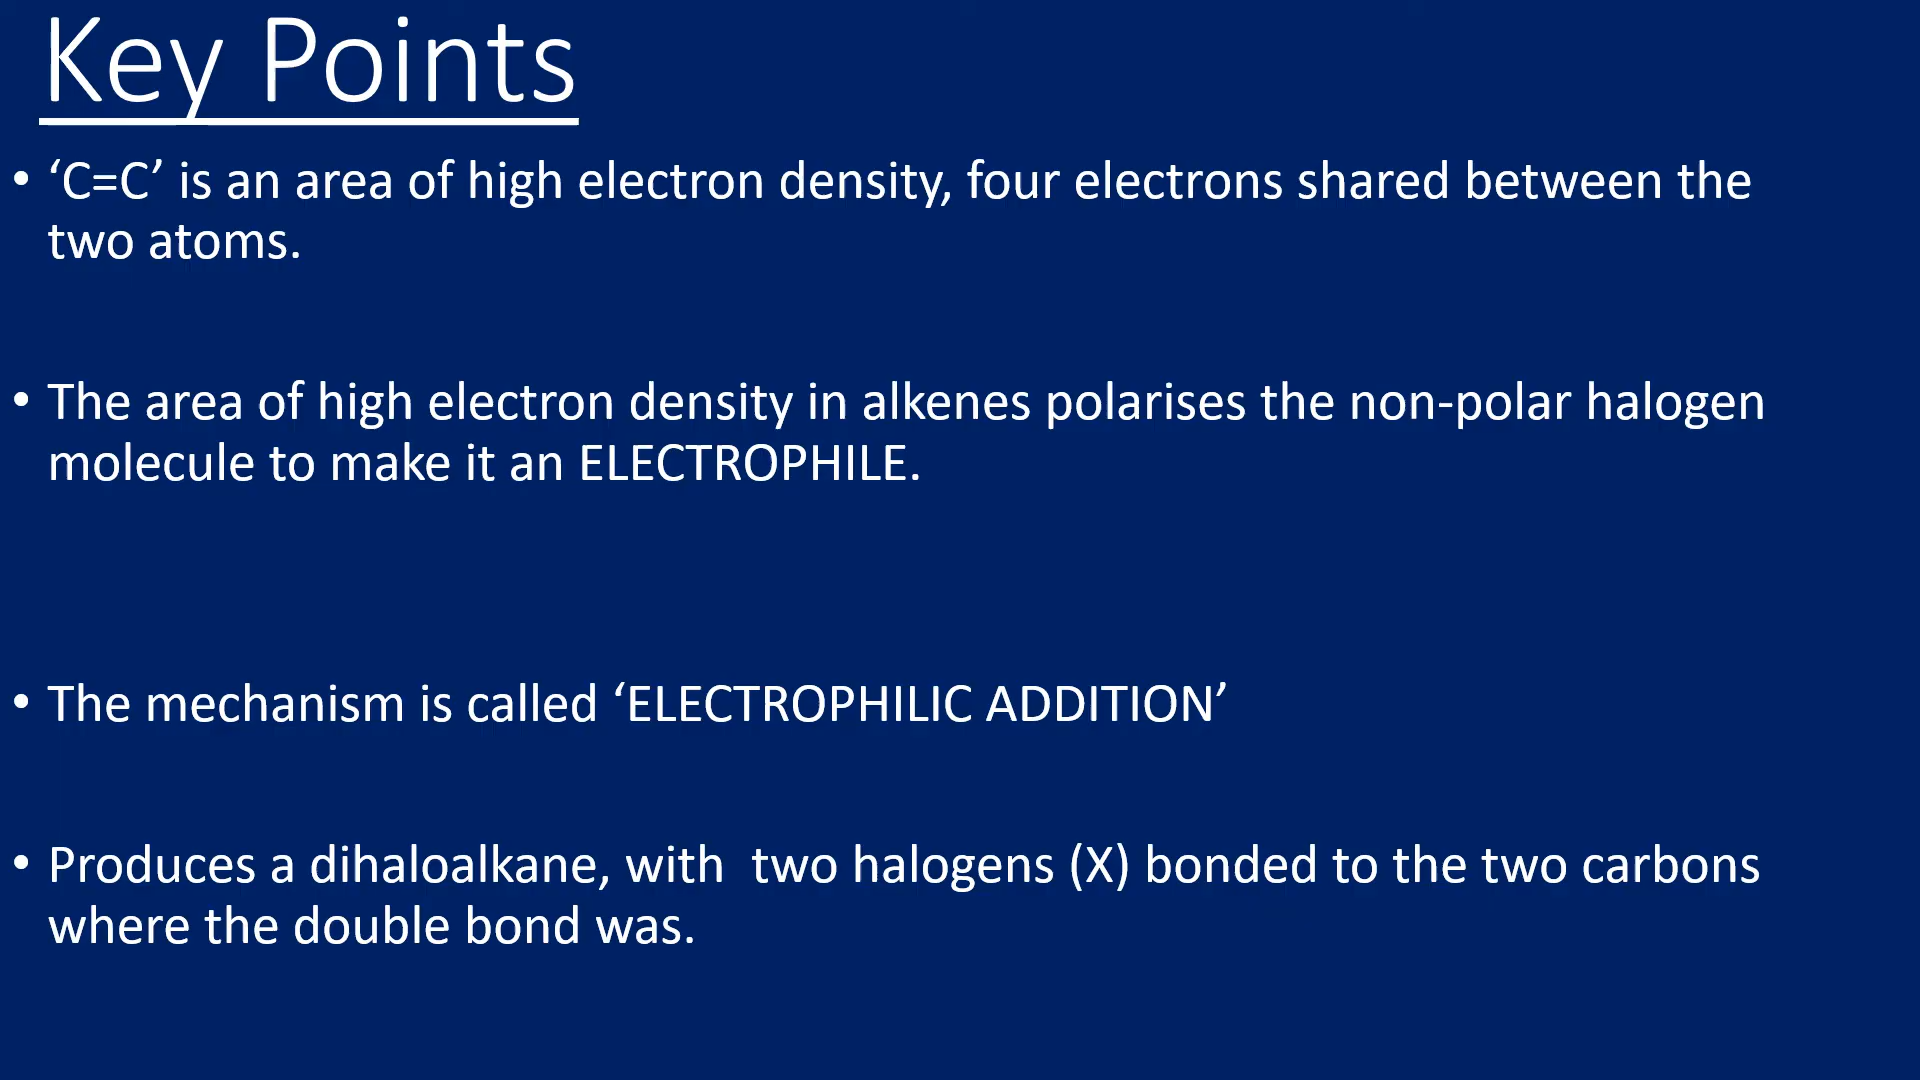 Key Points
• ‘C=C’ is an area of high electron density, four electrons shared between the
two atoms.
• The area of high electron density in alkenes polarises the non-polar halogen
molecule to make it an ELECTROPHILE.
• The mechanism is called ‘ELECTROPHILIC ADDITION’
• Produces a dihaloalkane, with  two halogens (X) bonded to the two carbons
where the double bond was.